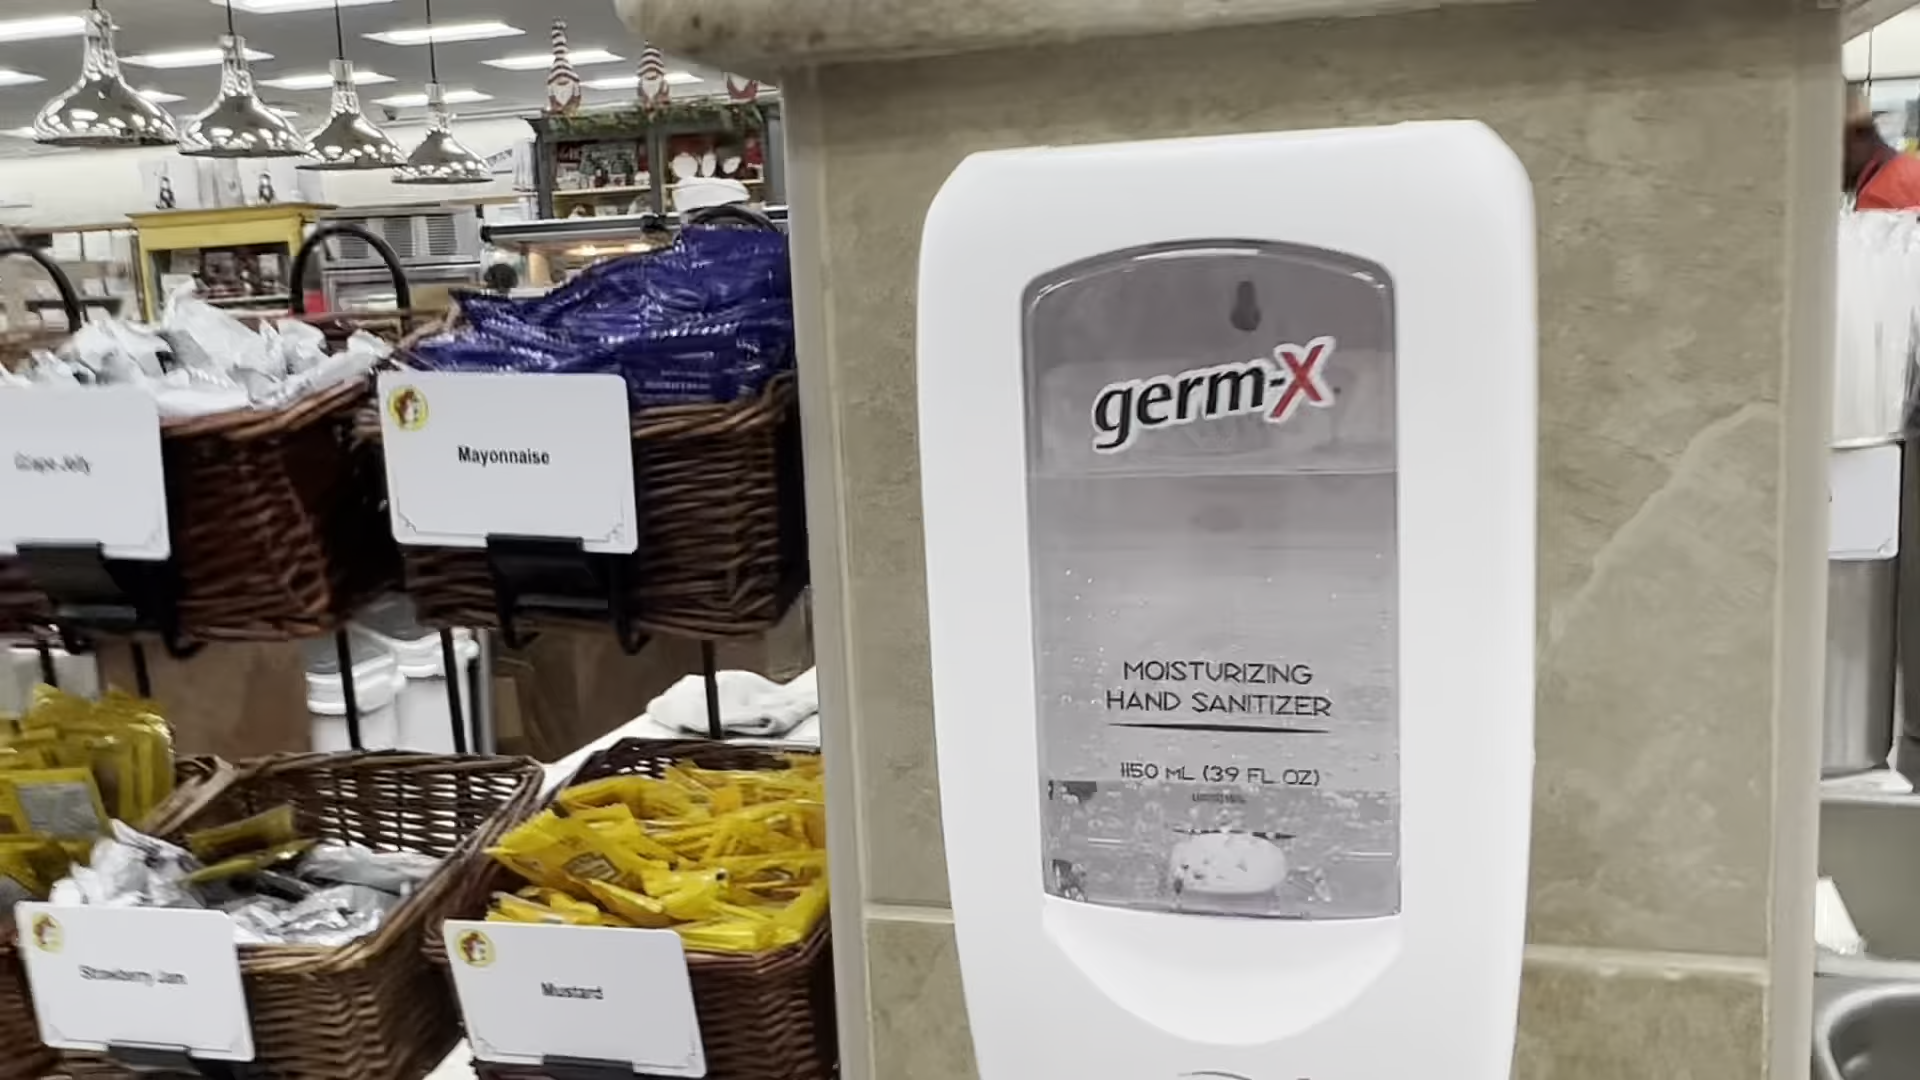 Grape Jelly
Mayonnaise
Strawberry Jam
Mustard
germ-X
MOISTURIZING
HAND SANITIZER
1150 mL (39 FL OZ)